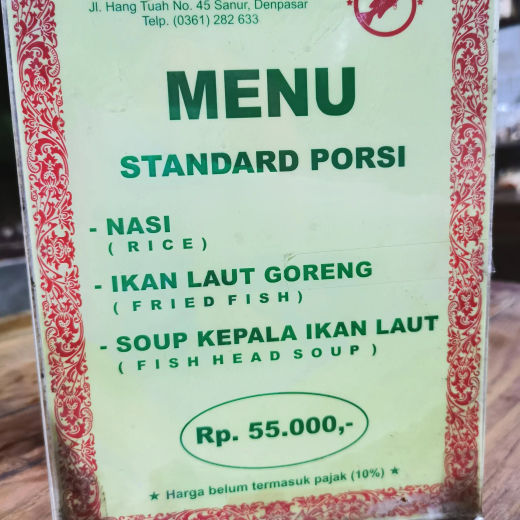 Jl. Hang Tuah No. 45 Sanur, Denpasar
Telp. (0361) 282 633
MENU
STANDARD PORSI
- NASI
( RICE )
- IKAN LAUT GORENG
( FRIED FISH )
- SOUP KEPALA IKAN LAUT
( FISH HEAD SOUP )
Rp. 55.000,-
★ Harga belum termasuk pajak (10%) ★